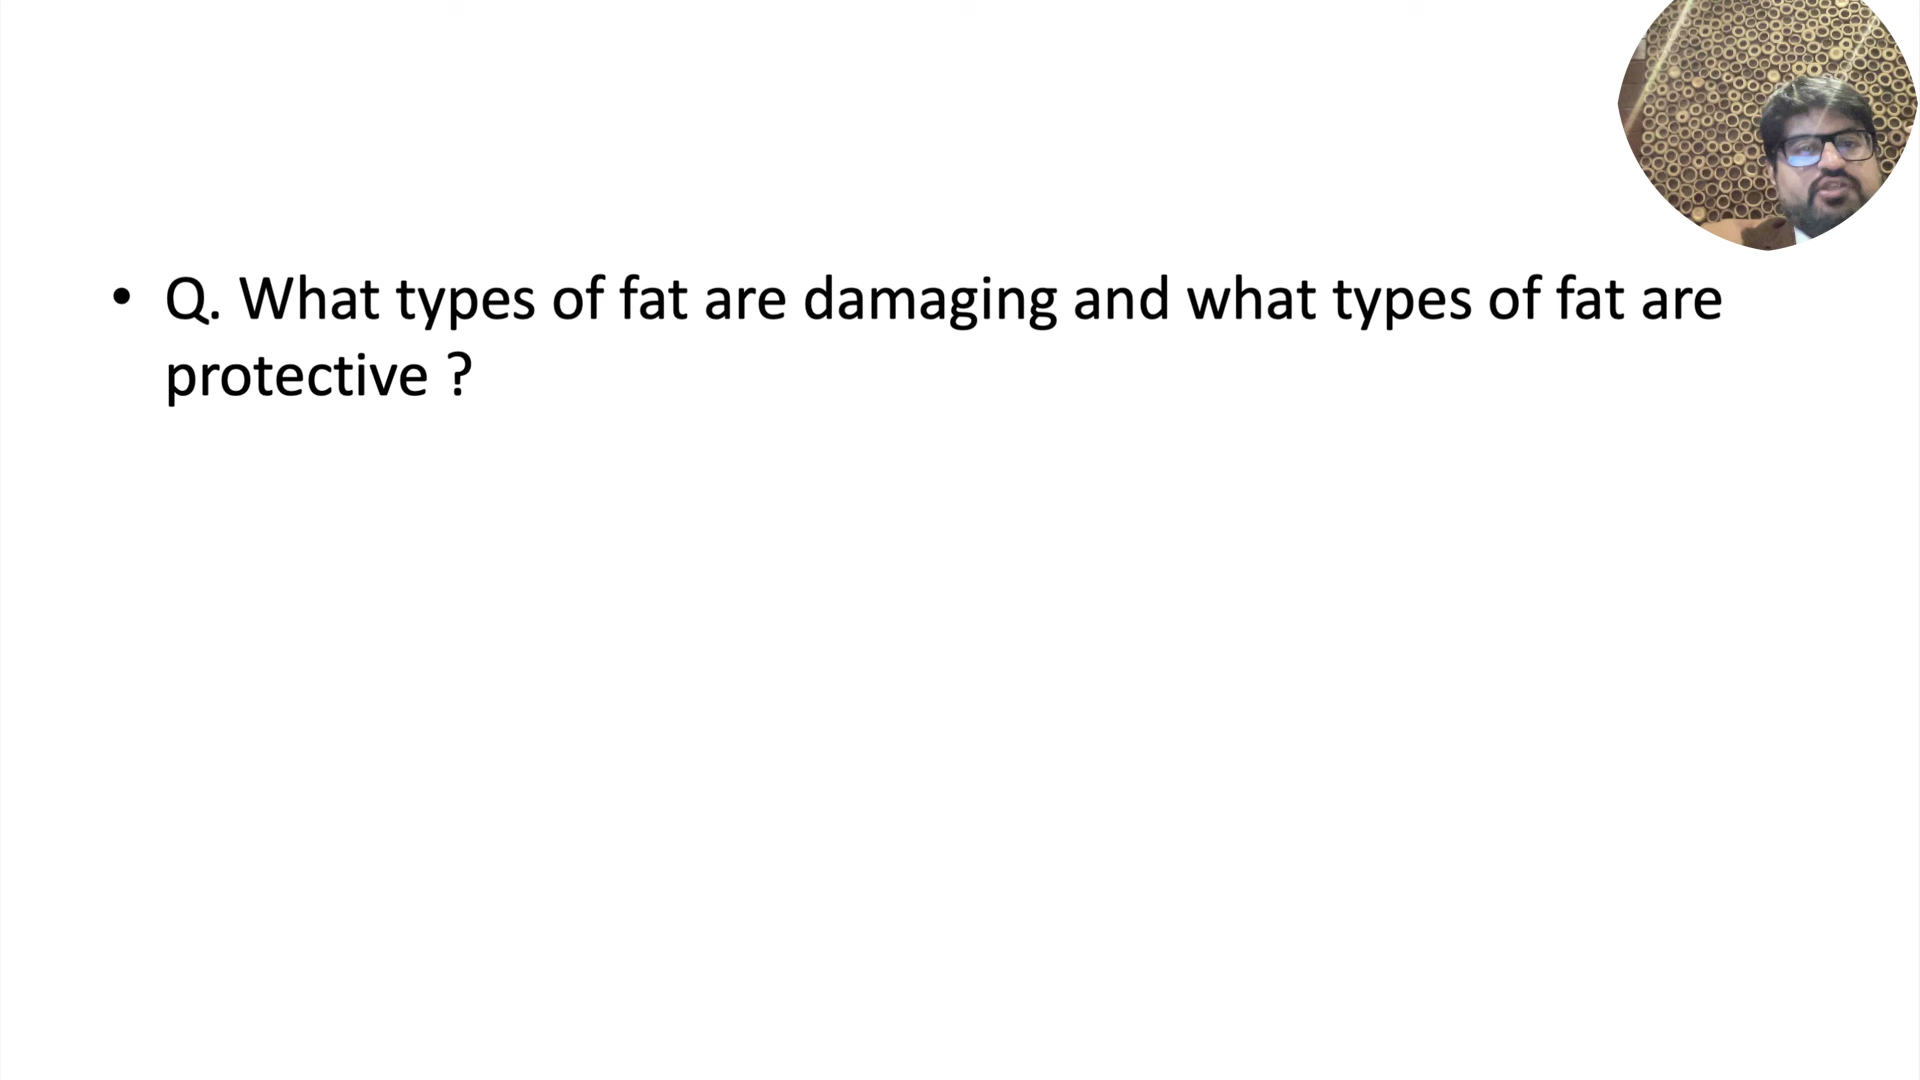 • Q. What types of fat are damaging and what types of fat are
protective ?